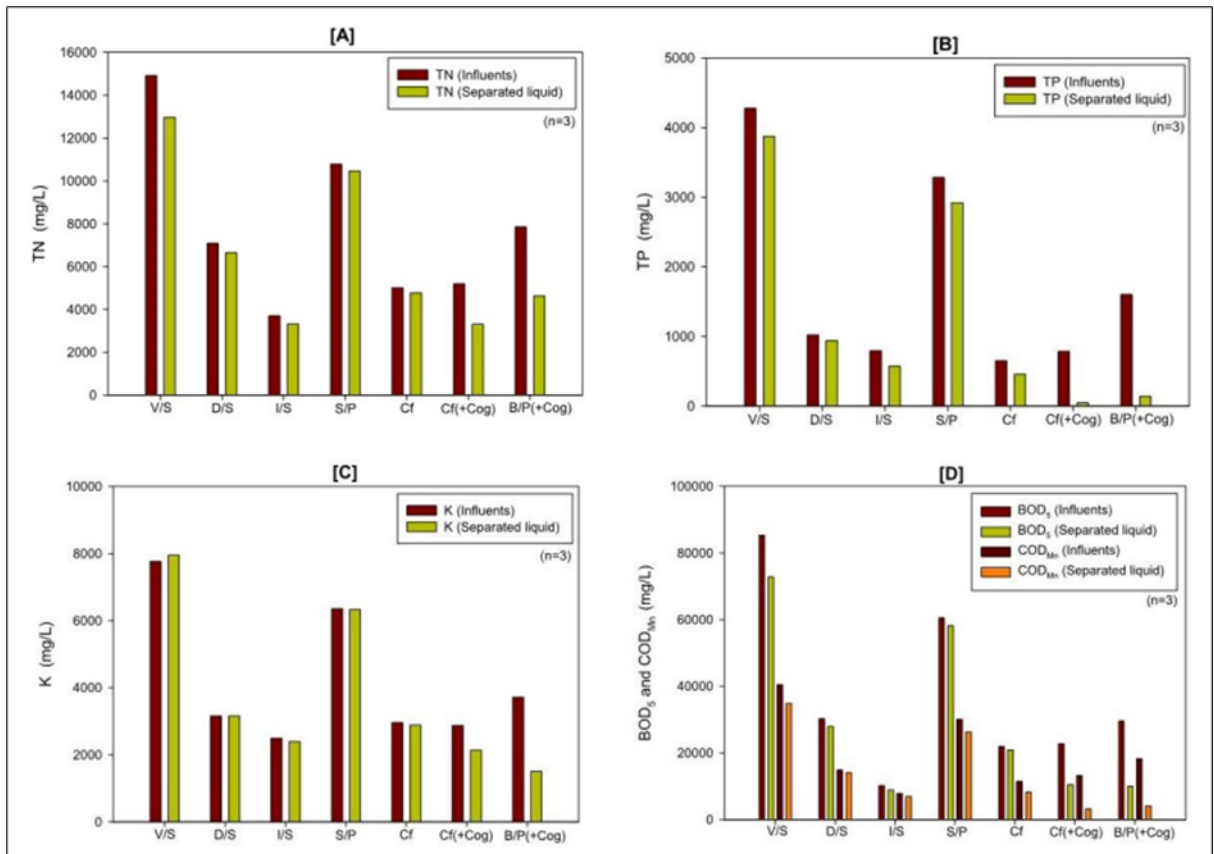 [A]
TN (Influents)
TN (Separated liquid)
(n=3)
TN (mg/L)
16000
14000
12000
10000
8000
6000
4000
2000
0
V/S D/S I/S S/P Cf Cf(+Cog) B/P(+Cog)
[B]
TP (Influents)
TP (Separated liquid)
(n=3)
TP (mg/L)
5000
4000
3000
2000
1000
0
V/S D/S I/S S/P Cf Cf(+Cog) B/P(+Cog)
[C]
K (Influents)
K (Separated liquid)
(n=3)
K (mg/L)
10000
8000
6000
4000
2000
0
V/S D/S I/S S/P Cf Cf(+Cog) B/P(+Cog)
[D]
BOD₅ (Influents)
BOD₅ (Separated liquid)
COD_Mn (Influents)
COD_Mn (Separated liquid)
(n=3)
BOD₅ and COD_Mn (mg/L)
100000
80000
60000
40000
20000
0
V/S D/S I/S S/P Cf Cf(+Cog) B/P(+Cog)